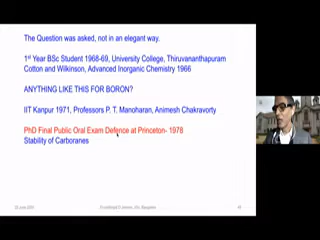 The Question was asked, not in an elegant way.
1st Year BSc Student 1968-69, University College, Thiruvananthapuram
Cotton and Wilkinson, Advanced Inorganic Chemistry 1966
ANYTHING LIKE THIS FOR BORON?
IIT Kanpur 1971, Professors P. T. Manoharan, Animesh Chakravorty
PhD Final Public Oral Exam Defence at Princeton- 1978
Stability of Carboranes